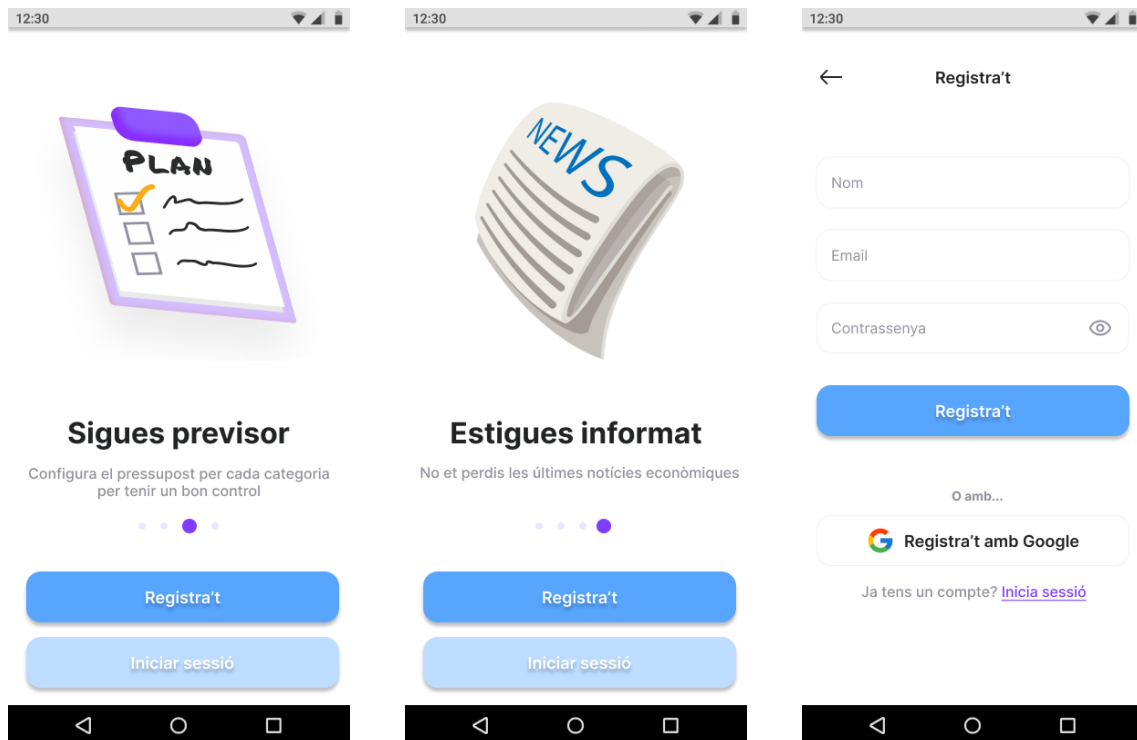 12:30
PLAN
Sigues previsor
Configura el pressupost per cada categoria
per tenir un bon control
Registra't
Iniciar sessió
12:30
NEWS
Estigues informat
No et perdis les últimes notícies econòmiques
Registra't
Iniciar sessió
12:30
Registra't
Nom
Email
Contrassenya
Registra't
O amb...
Registra't amb Google
Ja tens un compte? Inicia sessió